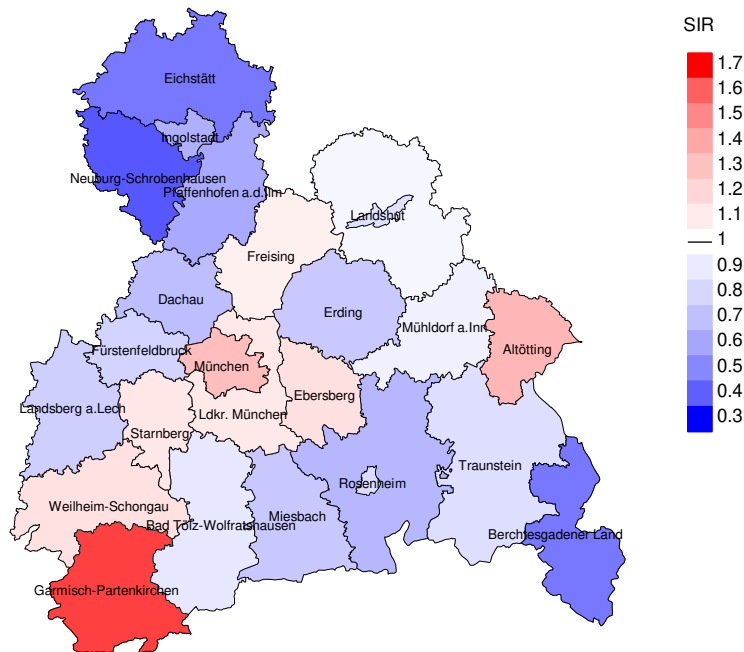 SIR
1.7
1.6
1.5
1.4
1.3
1.2
1.1
1
0.9
0.8
0.7
0.6
0.5
0.4
0.3
Eichstätt
Ingolstadt
Neuburg-Schrobenhausen
Pfaffenhofen a.d.Ilm
Landshut
Freising
Dachau
Erding
Mühldorf a.Inn
Altötting
Fürstenfeldbruck
München
Ebersberg
Landsberg a.Lech
Ldkr. München
Starnberg
Traunstein
Rosenheim
Weilheim-Schongau
Miesbach
Bad Tölz-Wolfratshausen
Berchtesgadener Land
Garmisch-Partenkirchen